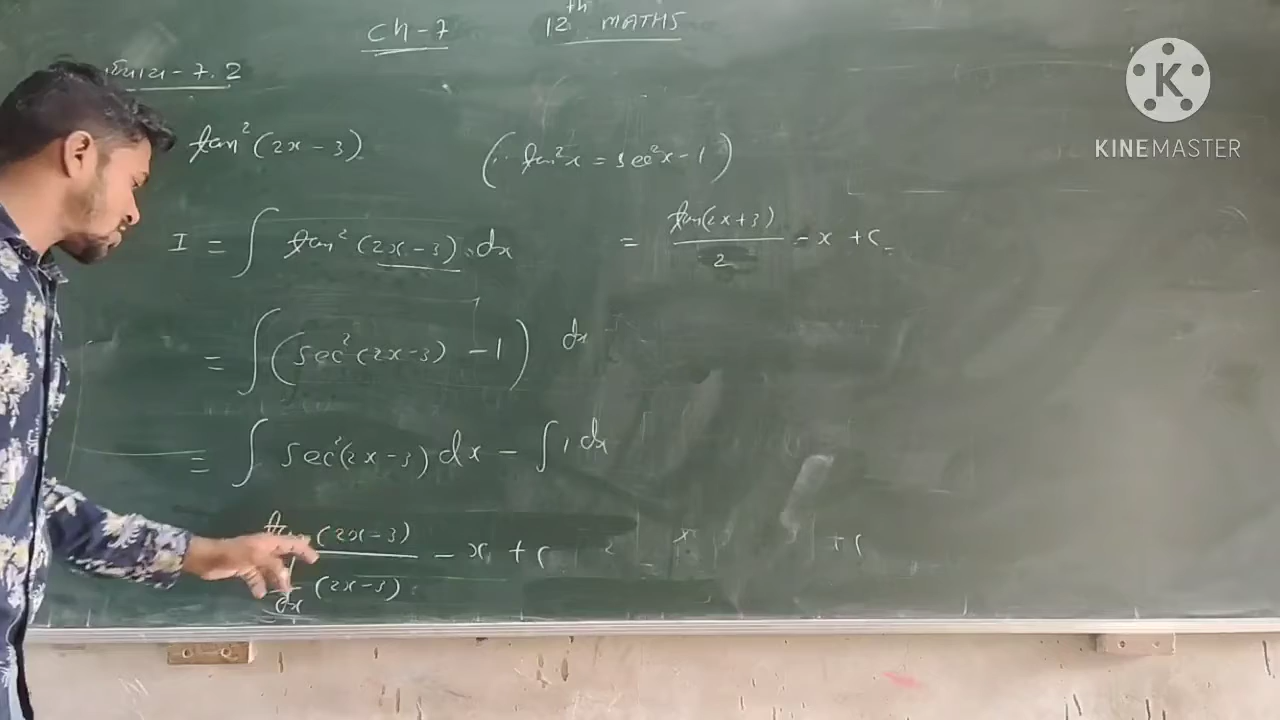 Ch-7
12th MATHS
- 7.2
tan²(2x-3)
(∵ tan²x = sec²x-1)
I = ∫ tan²(2x-3).dx
= ∫(sec²(2x-3) -1) dx
= ∫ sec²(2x-3) dx - ∫1 dx
tan(2x-3)/dx(2x-3) - x + c
+c
= tan(2x+3)/2 - x + c
K
KINEMASTER